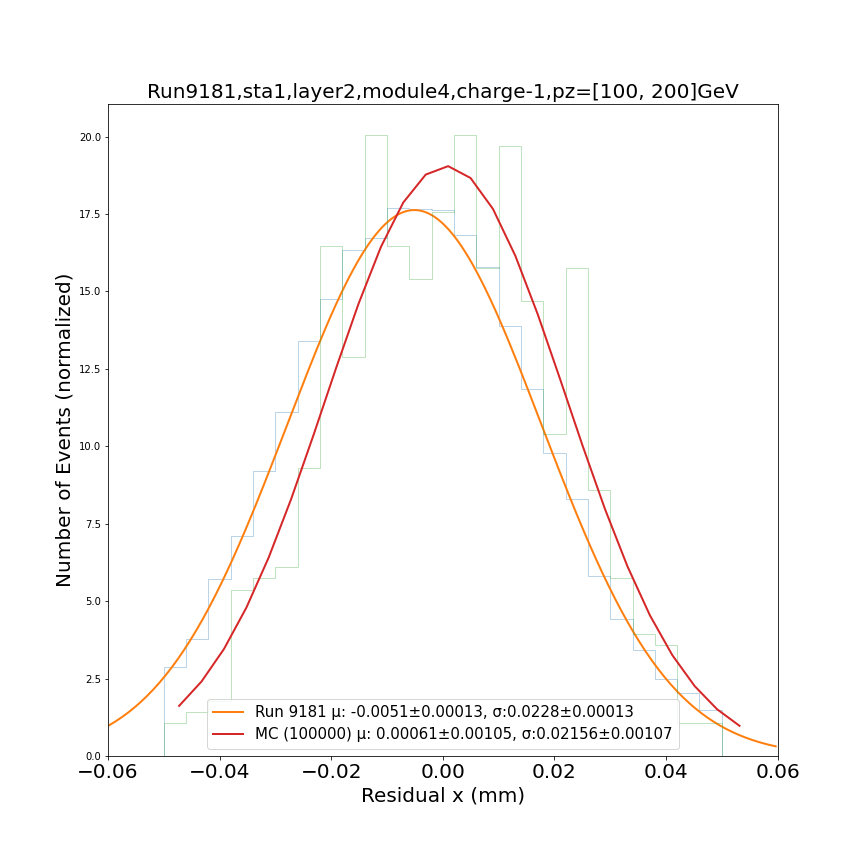 Run9181,sta1,layer2,module4,charge-1,pz=[100, 200]GeV
Number of Events (normalized)
20.0
17.5
15.0
12.5
10.0
7.5
5.0
2.5
0.0
Run 9181 μ: -0.0051±0.00013, σ:0.0228±0.00013
MC (100000) μ: 0.00061±0.00105, σ:0.02156±0.00107
−0.06 −0.04 −0.02 0.00 0.02 0.04 0.06
Residual x (mm)